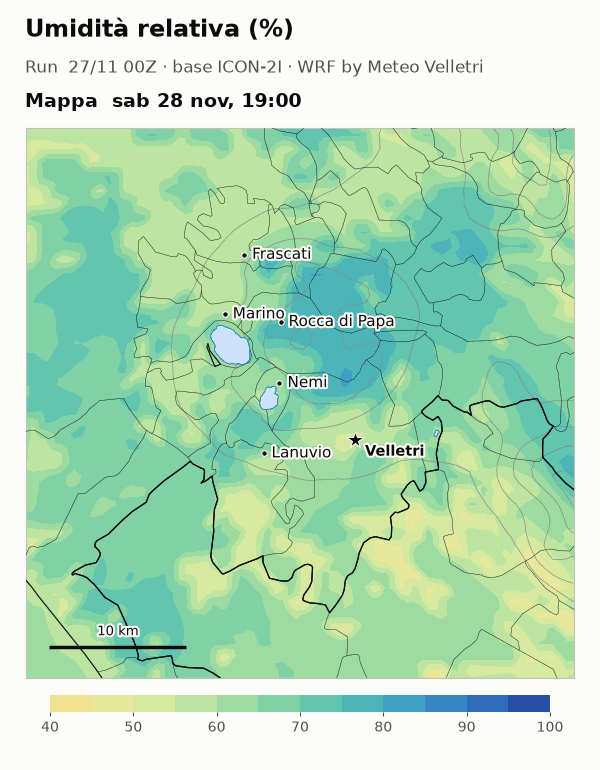 Umidità relativa (%)
Run  27/11 00Z · base ICON-2I · WRF by Meteo Velletri
Mappa  sab 28 nov, 19:00
Frascati
Marino
Rocca di Papa
Nemi
Velletri
Lanuvio
10 km
40 50 60 70 80 90 100